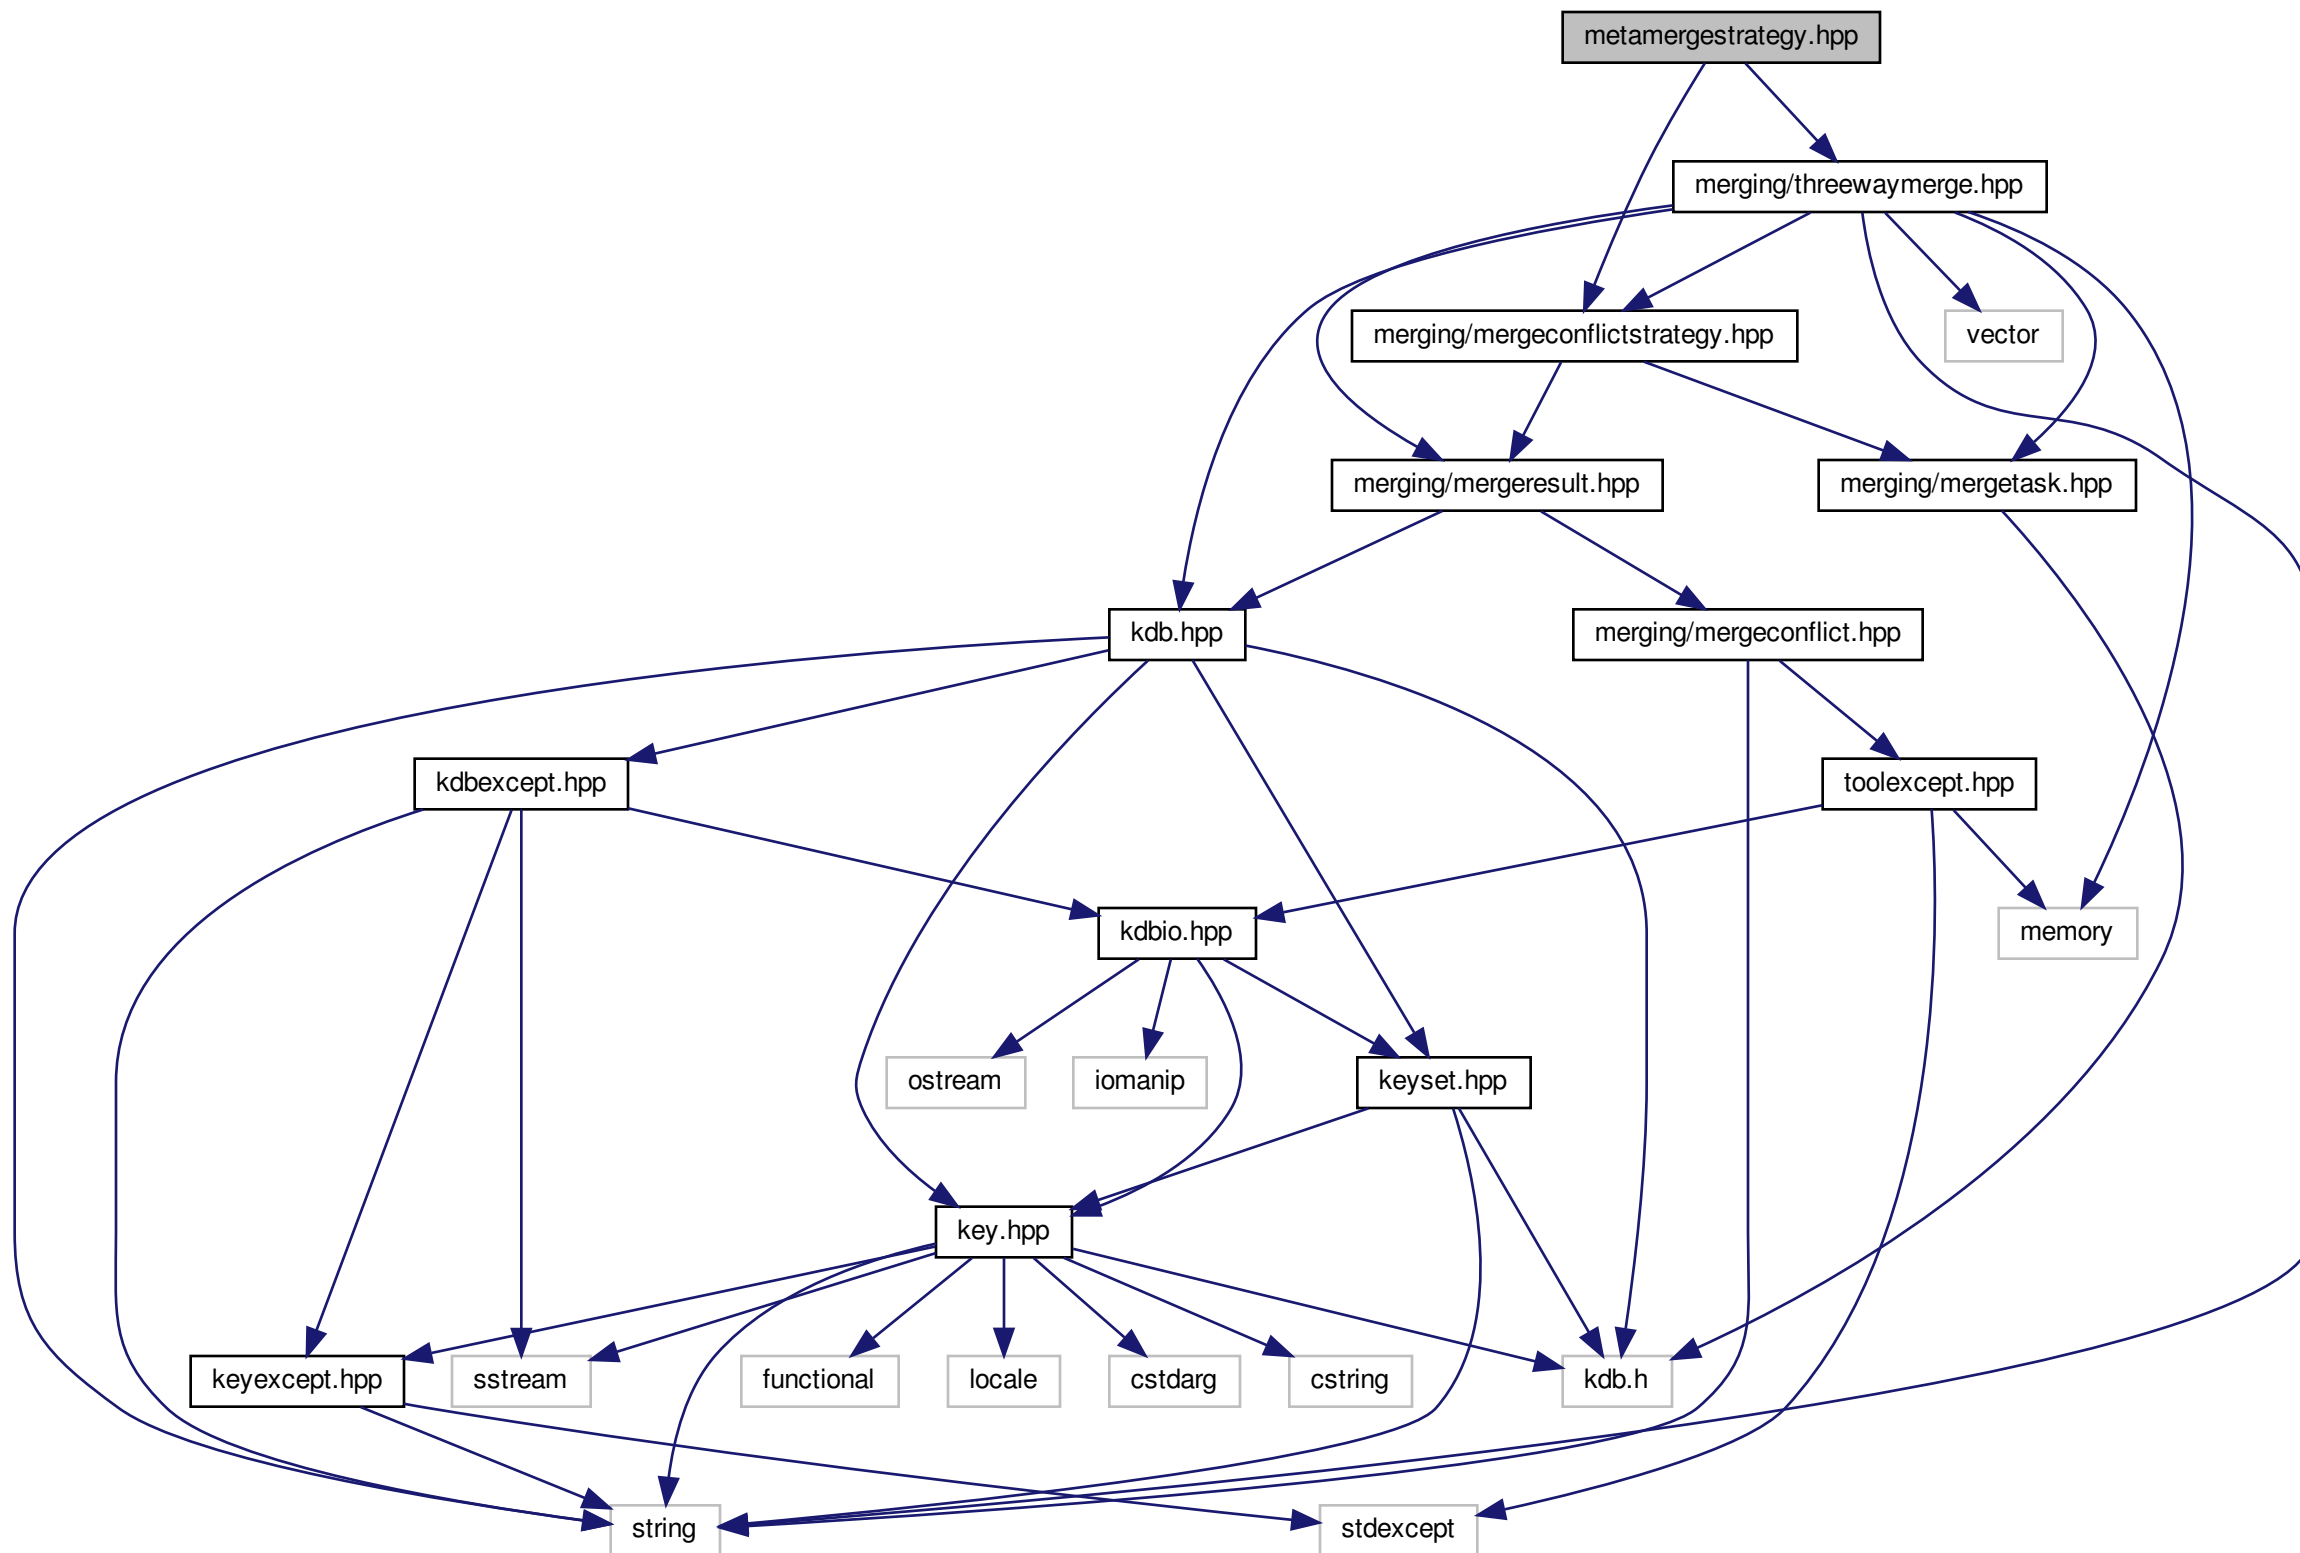 metamergestrategy.hpp
merging/threewaymerge.hpp
merging/mergeconflictstrategy.hpp
vector
merging/mergeresult.hpp
merging/mergetask.hpp
kdb.hpp
merging/mergeconflict.hpp
kdbexcept.hpp
toolexcept.hpp
kdbio.hpp
memory
ostream
iomanip
keyset.hpp
key.hpp
keyexcept.hpp
sstream
functional
locale
cstdarg
cstring
kdb.h
string
stdexcept